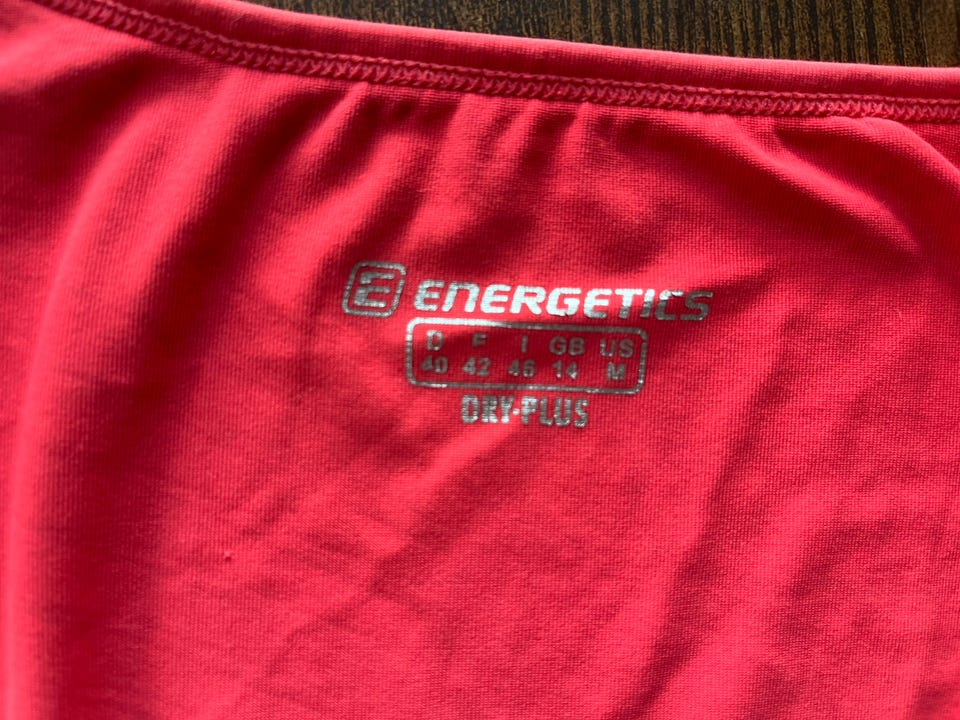 E ENERGETICS
D F I GB US
40 42 46 14 M
DRY·PLUS